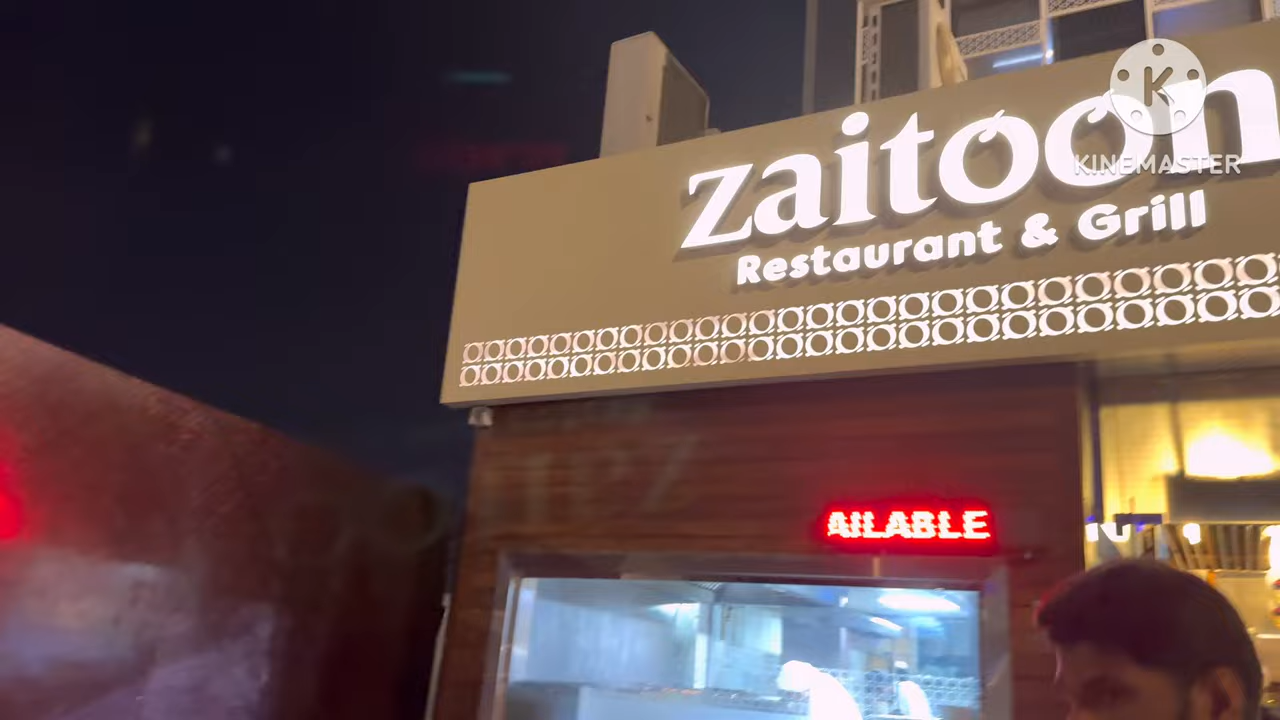 zaitoon
Restaurant & Grill
AILABLE
K
KINEMASTER